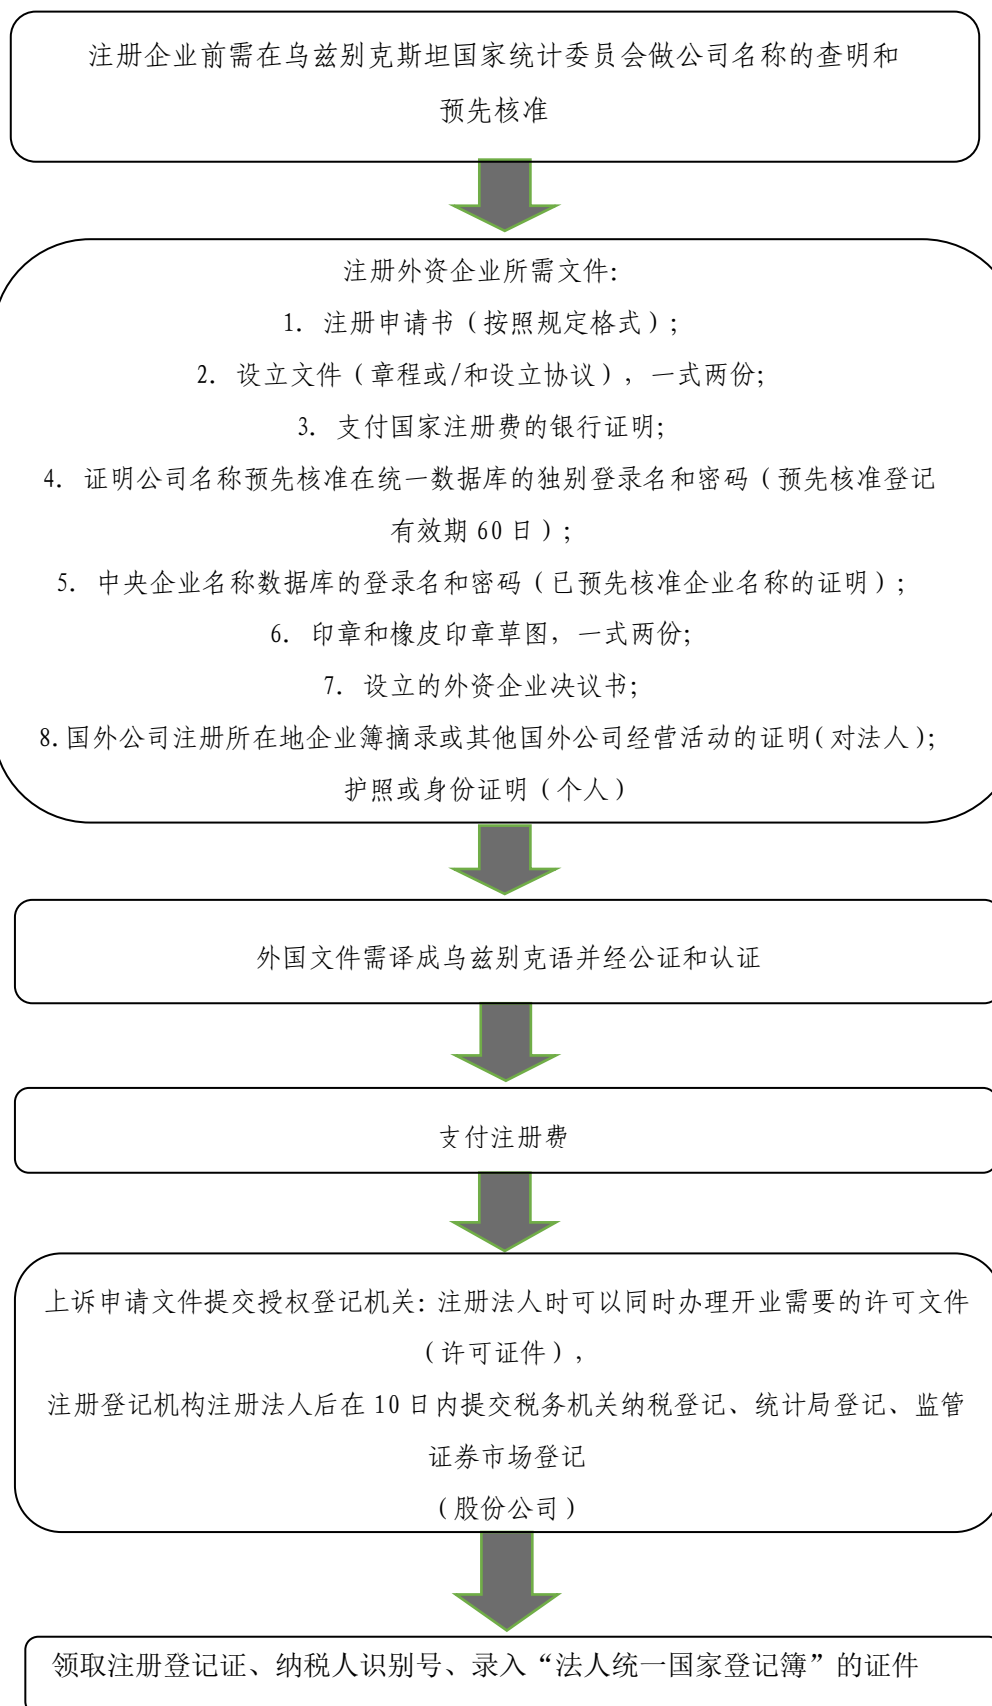 注册企业前需在乌兹别克斯坦国家统计委员会做公司名称的查明和
预先核准
注册外资企业所需文件：
1. 注册申请书（按照规定格式）；
2. 设立文件（章程或/和设立协议），一式两份；
3. 支付国家注册费的银行证明；
4. 证明公司名称预先核准在统一数据库的独别登录名和密码（预先核准登记
有效期 60 日）；
5. 中央企业名称数据库的登录名和密码（已预先核准企业名称的证明）；
6. 印章和橡皮印章草图，一式两份；
7. 设立的外资企业决议书；
8. 国外公司注册所在地企业簿摘录或其他国外公司经营活动的证明（对法人）；
护照或身份证明（个人）
外国文件需译成乌兹别克语并经公证和认证
支付注册费
上诉申请文件提交授权登记机关：注册法人时可以同时办理开业需要的许可文件
（许可证件），
注册登记机构注册法人后在 10 日内提交税务机关纳税登记、统计局登记、监管
证券市场登记
（股份公司）
领取注册登记证、纳税人识别号、录入“法人统一国家登记簿”的证件